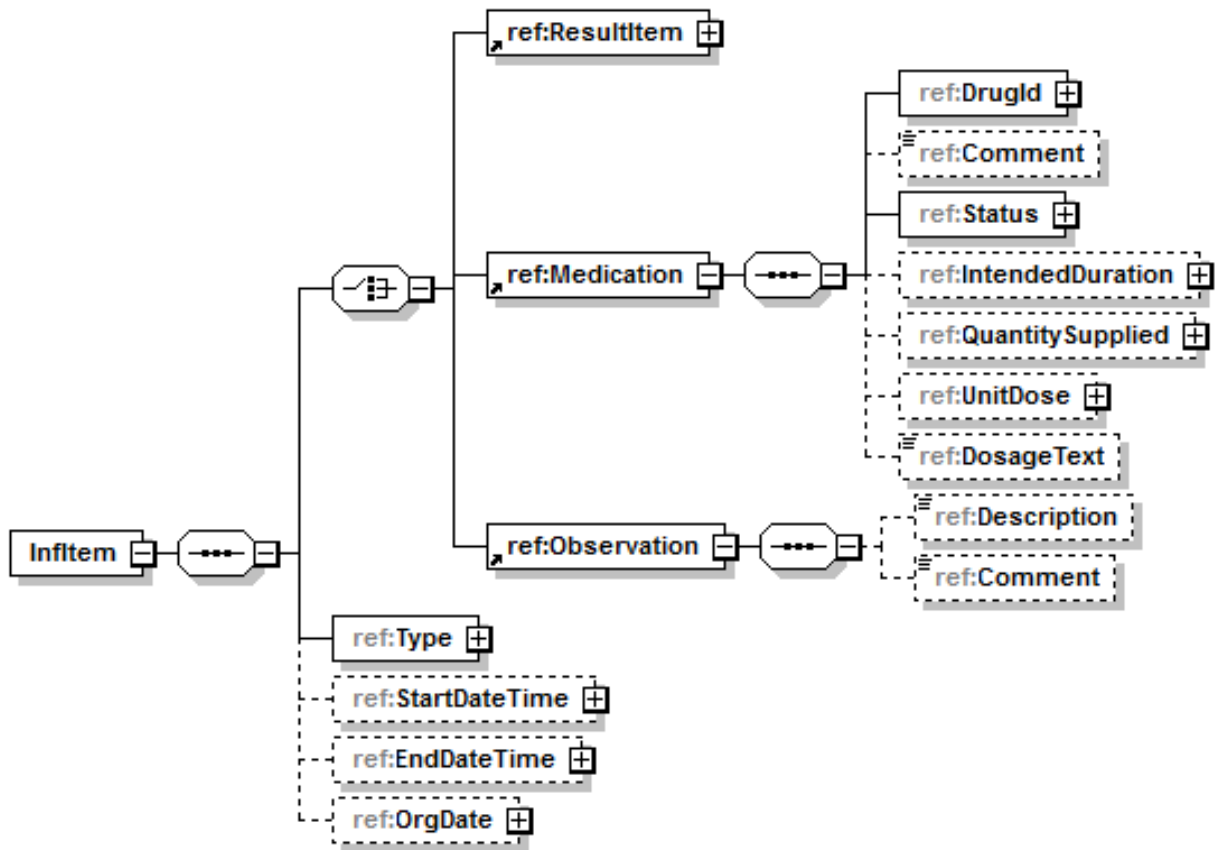 ref:ResultItem
ref:DrugId
ref:Comment
ref:Status
ref:Medication
ref:IntendedDuration
ref:QuantitySupplied
ref:UnitDose
ref:DosageText
ref:Description
InfItem
ref:Observation
ref:Comment
ref:Type
ref:StartDateTime
ref:EndDateTime
ref:OrgDate